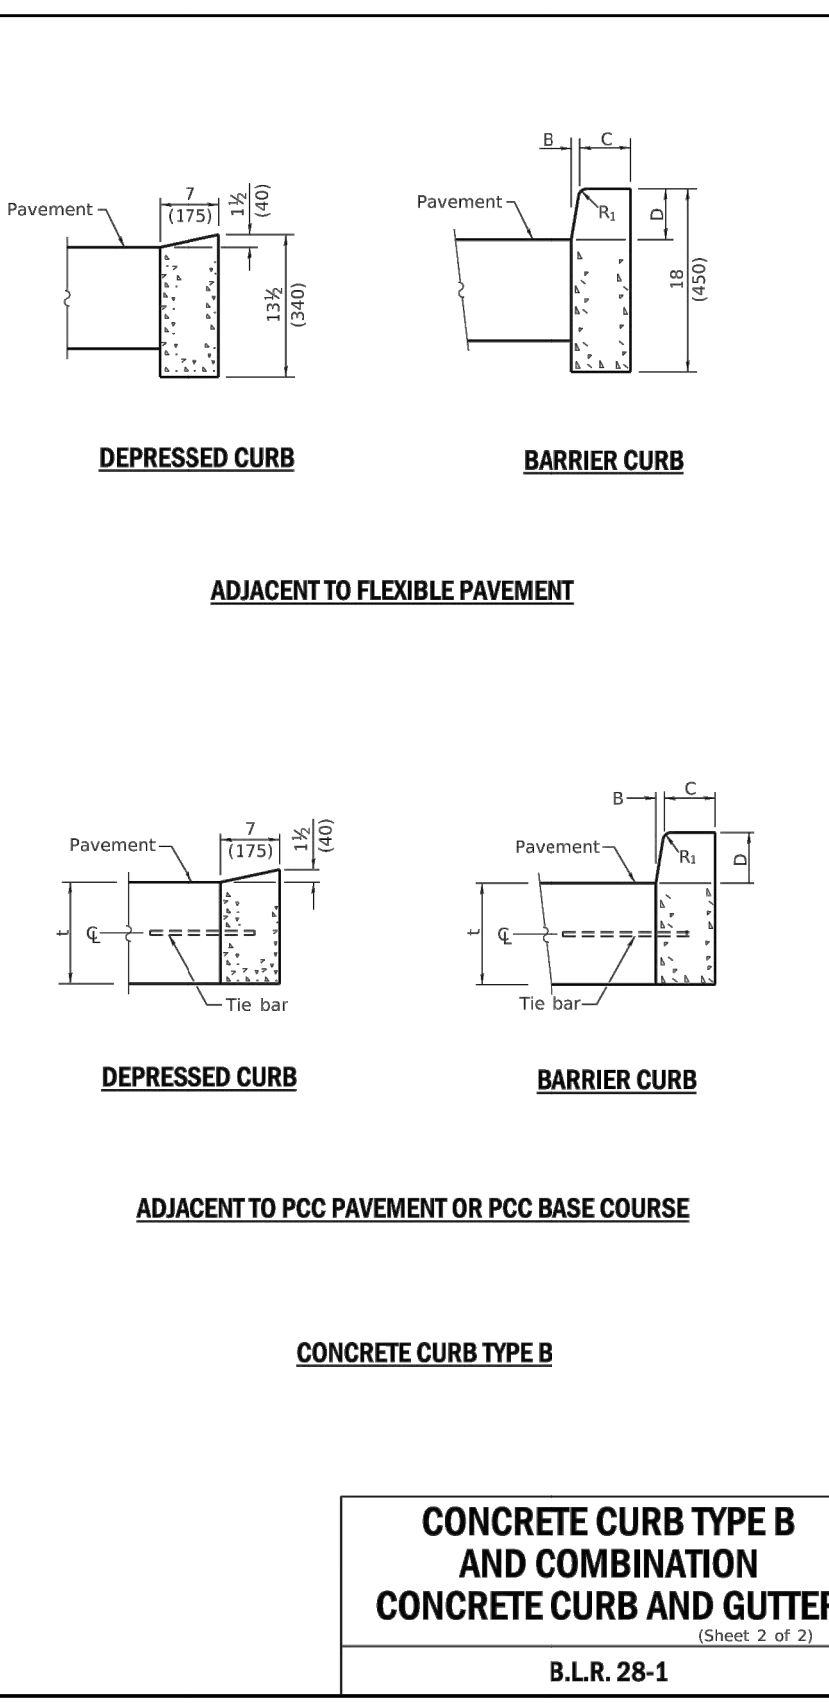 Pavement
7
(175)
1½
(40)
13½
(340)
DEPRESSED CURB
B
C
Pavement
R1
D
18
(450)
BARRIER CURB
ADJACENT TO FLEXIBLE PAVEMENT
Pavement
7
(175)
1½
(40)
t
℄
Tie bar
DEPRESSED CURB
B
C
Pavement
R1
D
t
℄
Tie bar
BARRIER CURB
ADJACENT TO PCC PAVEMENT OR PCC BASE COURSE
CONCRETE CURB TYPE B
CONCRETE CURB TYPE B
AND COMBINATION
CONCRETE CURB AND GUTTER
(Sheet 2 of 2)
B.L.R. 28-1